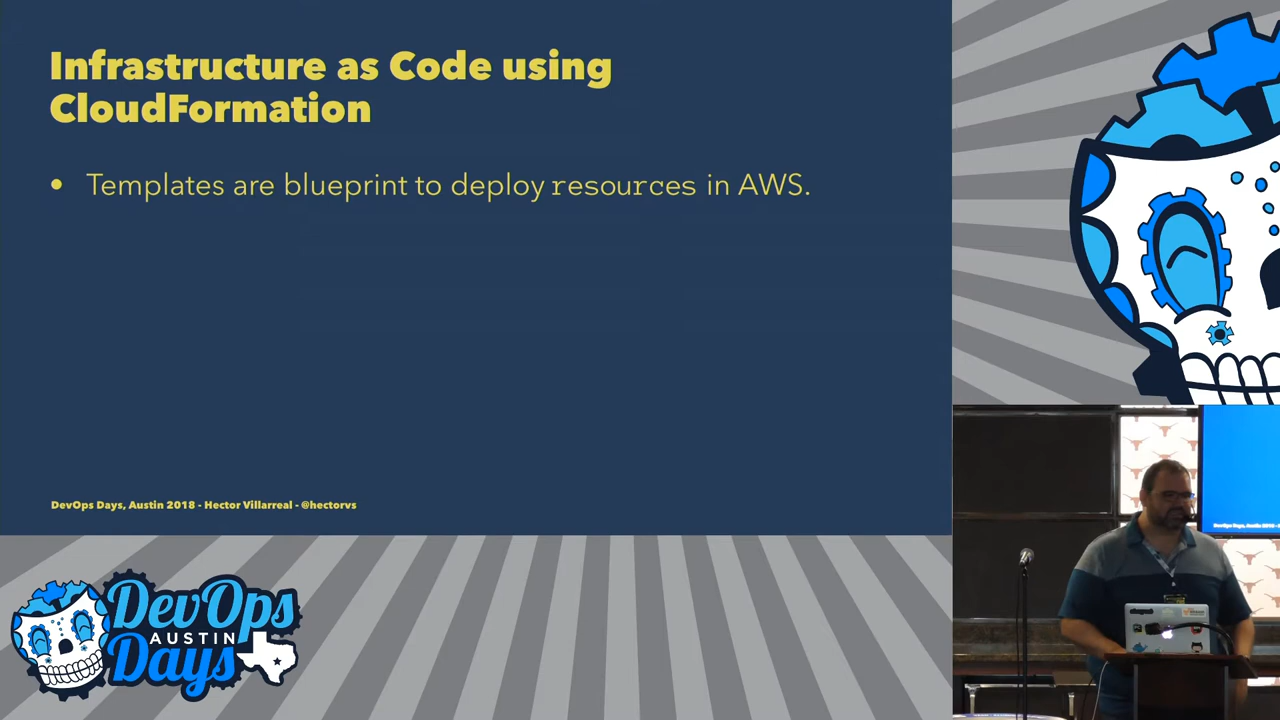 Infrastructure as Code using
CloudFormation
• Templates are blueprint to deploy resources in AWS.
DevOps Days, Austin 2018 - Hector Villarreal - @hectorvs
DevOps
AUSTIN
Days